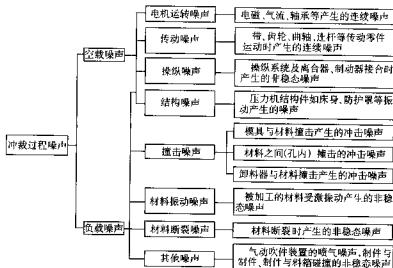 冲裁过程噪声
空载噪声
电机运转噪声
电磁、气流、轴承等产生的连续噪声
传动噪声
带、齿轮、曲轴、连杆等传动零件
运动时产生的连续噪声
操纵噪声
操纵系统及离合器、制动器接合时
产生的非稳态噪声
结构噪声
压力机结构件如床身、防护罩等振
动产生的噪声
负载噪声
撞击噪声
模具与材料撞击产生的冲击噪声
材料之间(孔内)撞击的冲击噪声
卸料器与材料撞击产生的冲击噪声
材料振动噪声
被加工的材料受激振动产生的非稳
态噪声
材料断裂噪声
材料断裂时产生的非稳态噪声
其他噪声
气动吹件装置的喷气噪声,制件与
制件、制件与料箱碰撞的非稳态噪声